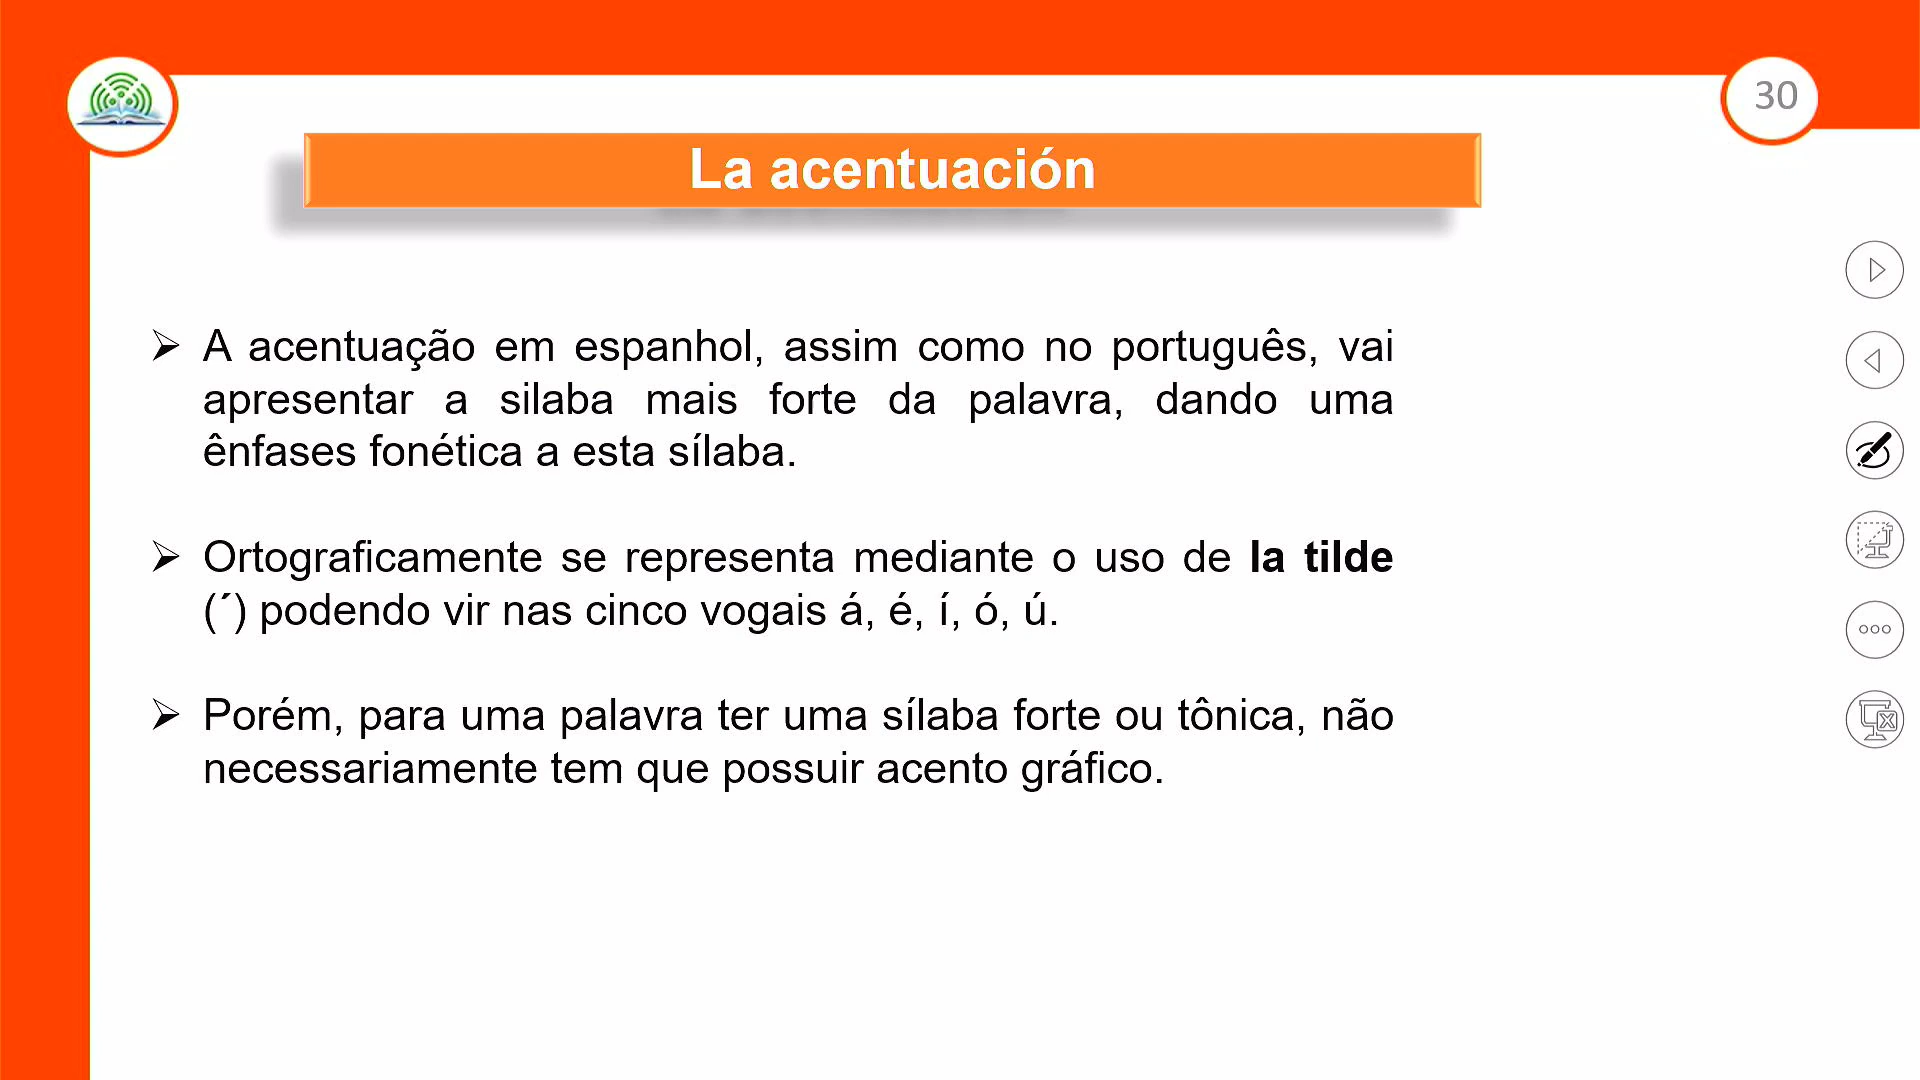 30
La acentuación
➢ A acentuação em espanhol, assim como no português, vai
apresentar a silaba mais forte da palavra, dando uma
ênfases fonética a esta sílaba.
➢ Ortograficamente se representa mediante o uso de la tilde
(´) podendo vir nas cinco vogais á, é, í, ó, ú.
➢ Porém, para uma palavra ter uma sílaba forte ou tônica, não
necessariamente tem que possuir acento gráfico.